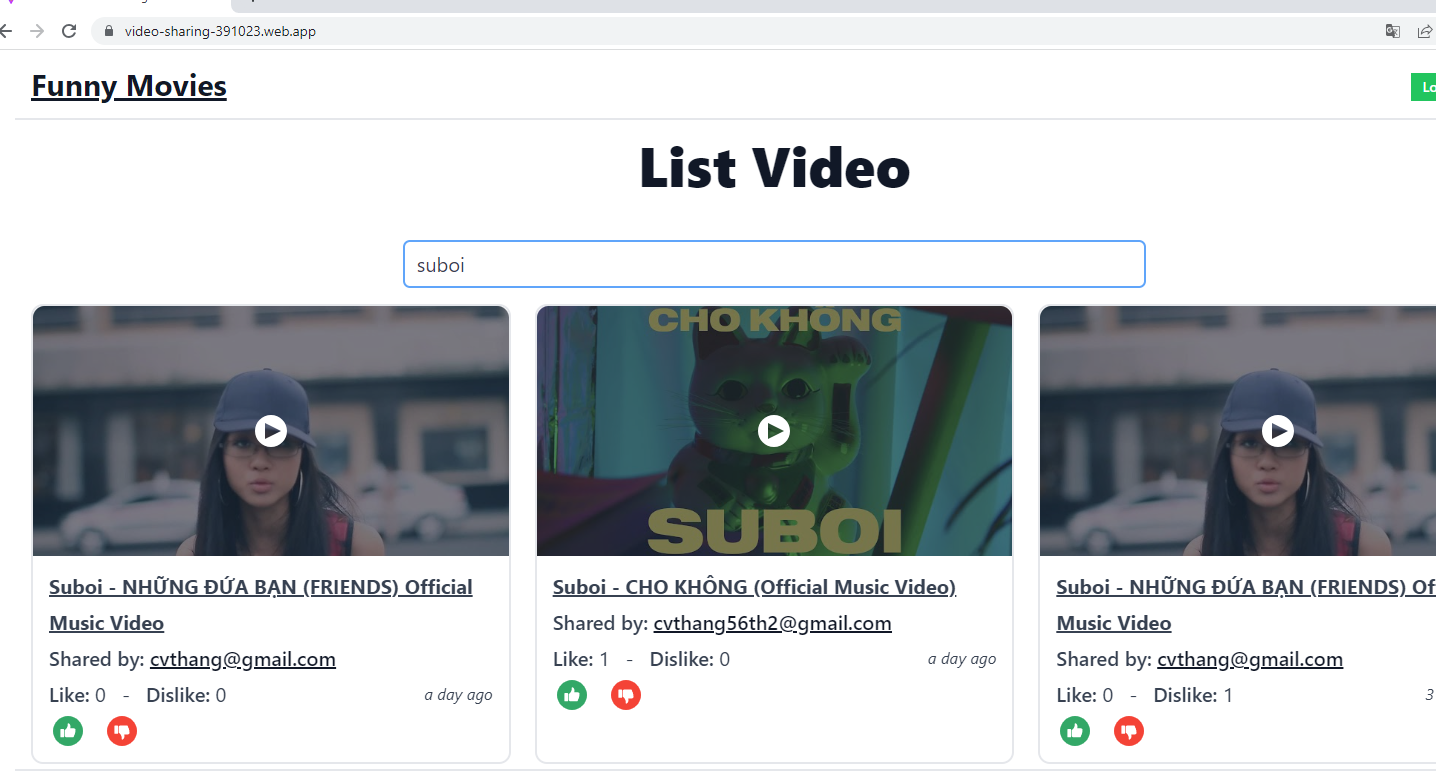 video-sharing-391023.web.app
Funny Movies
List Video
suboi
CHO KHÔNG
SUBOI
Suboi - NHỮNG ĐỨA BẠN (FRIENDS) Official
Music Video
Shared by: cvthang@gmail.com
Like: 0 - Dislike: 0 a day ago
Suboi - CHO KHÔNG (Official Music Video)
Shared by: cvthang56th2@gmail.com
Like: 1 - Dislike: 0 a day ago
Suboi - NHỮNG ĐỨA BẠN (FRIENDS) Of
Music Video
Shared by: cvthang@gmail.com
Like: 0 - Dislike: 1 3